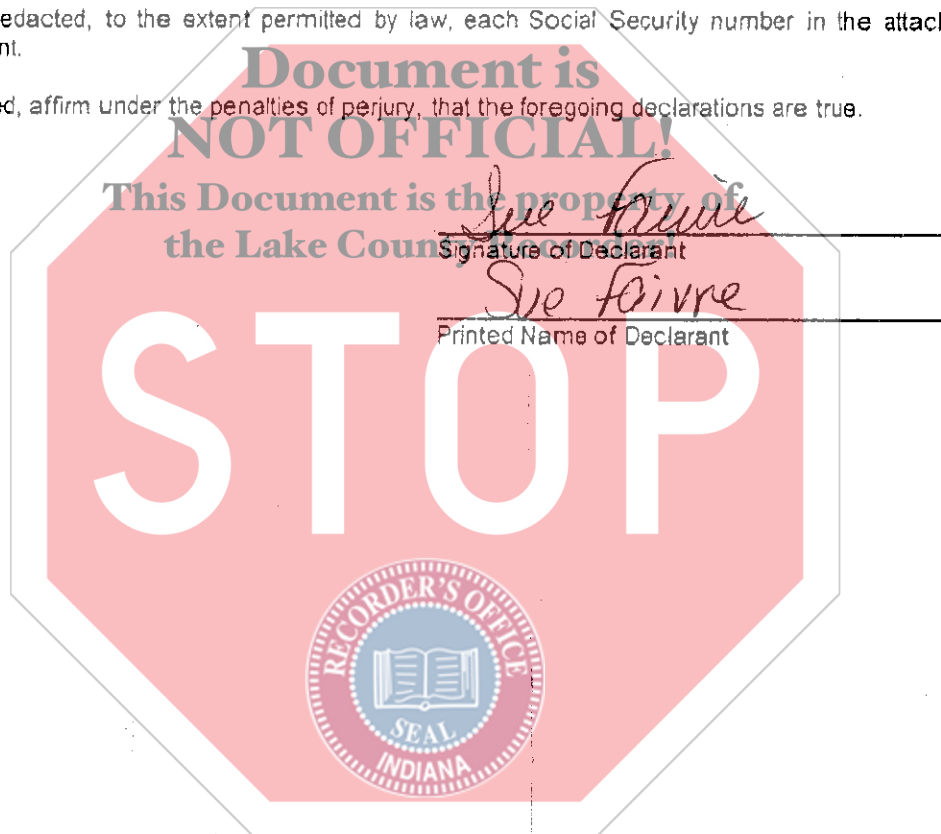 edacted, to the extent permitted by law, each Social Security number in the attach
nt.
Document is
ed, affirm under the penalties of perjury, that the foregoing declarations are true.
NOT OFFICIAL!
This Document is the property of
the Lake County Recorder!
Sue Faivre
Signature of Declarant
Sue Faivre
Printed Name of Declarant
STOP
RECORDER'S OFFICE
SEAL
INDIANA